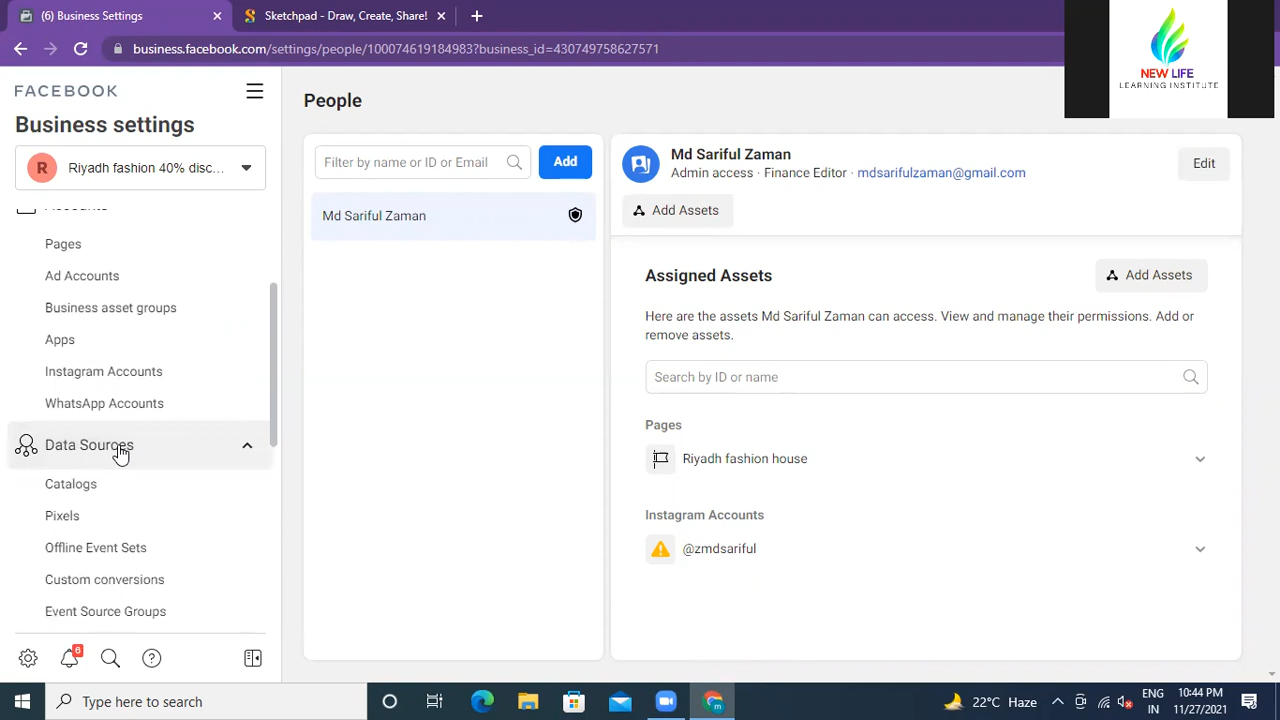 (6) Business Settings
Sketchpad - Draw, Create, Share!
business.facebook.com/settings/people/100074619184983?business_id=430749758627571
NEW LIFE
LEARNING INSTITUTE
FACEBOOK
Business settings
R
Riyadh fashion 40% disc...
Accounts
Pages
Ad Accounts
Business asset groups
Apps
Instagram Accounts
WhatsApp Accounts
Data Sources
Catalogs
Pixels
Offline Event Sets
Custom conversions
Event Source Groups
6
People
Filter by name or ID or Email
Add
Md Sariful Zaman
Md Sariful Zaman
Admin access · Finance Editor · mdsarifulzaman@gmail.com
Edit
Add Assets
Assigned Assets
Add Assets
Here are the assets Md Sariful Zaman can access. View and manage their permissions. Add or
remove assets.
Search by ID or name
Pages
Riyadh fashion house
Instagram Accounts
@zmdsariful
Type here to search
22°C Haze
ENG
IN
10:44 PM
11/27/2021